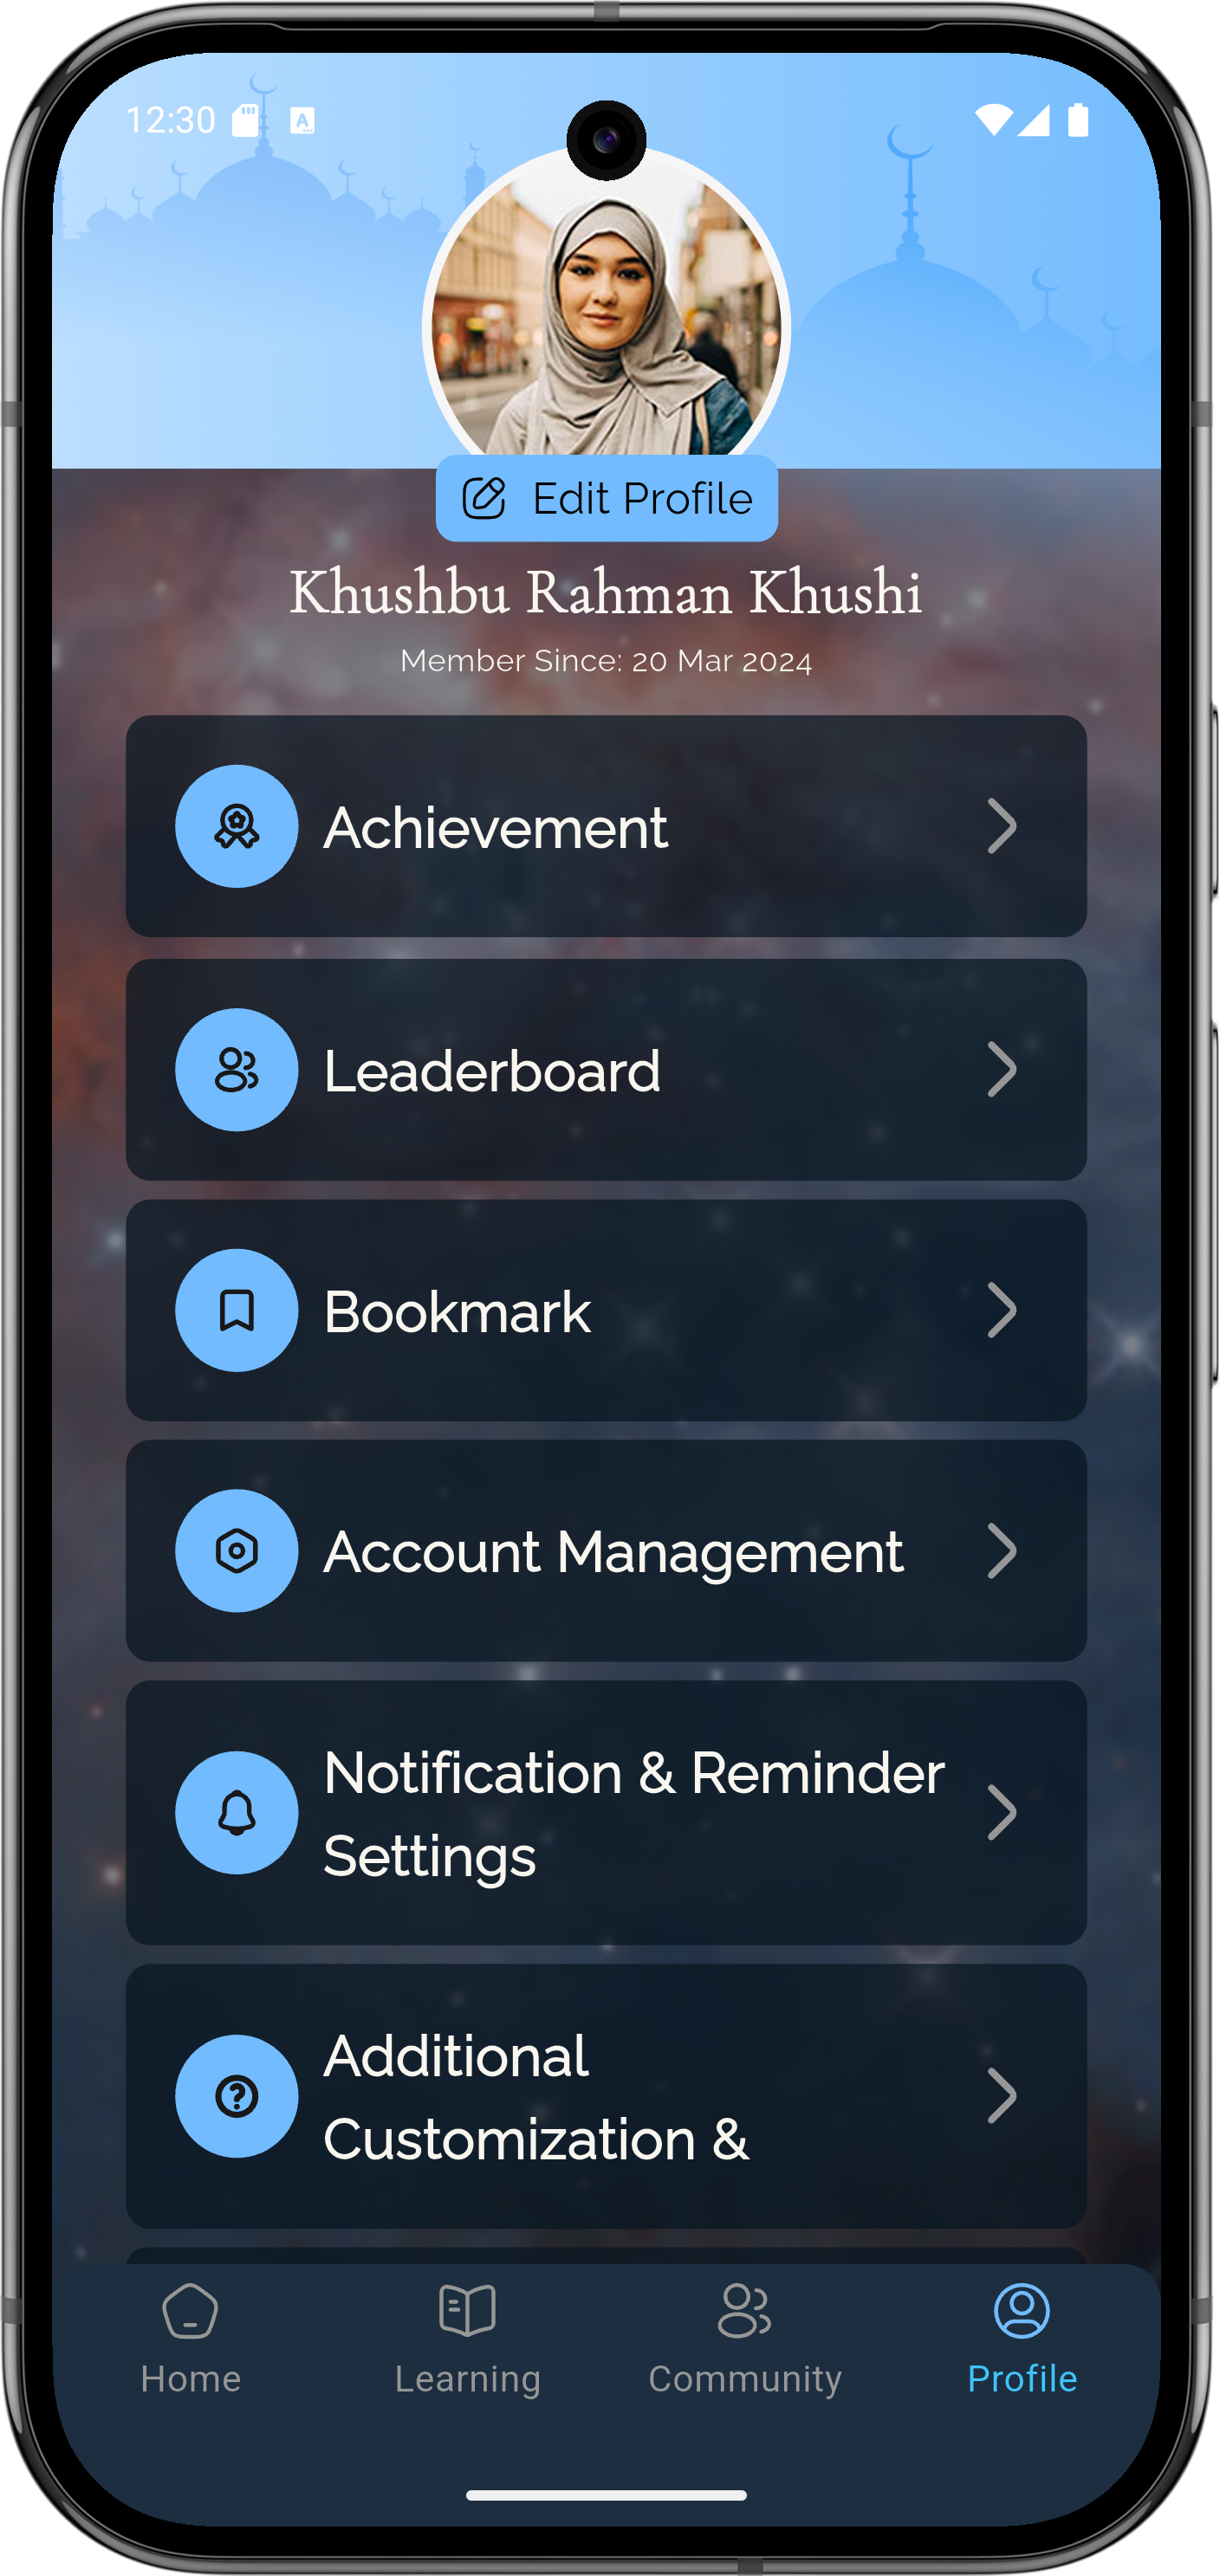 12:30
Edit Profile
Khushbu Rahman Khushi
Member Since: 20 Mar 2024
Achievement
Leaderboard
Bookmark
Account Management
Notification & Reminder
Settings
Additional
Customization &
Home
Learning
Community
Profile